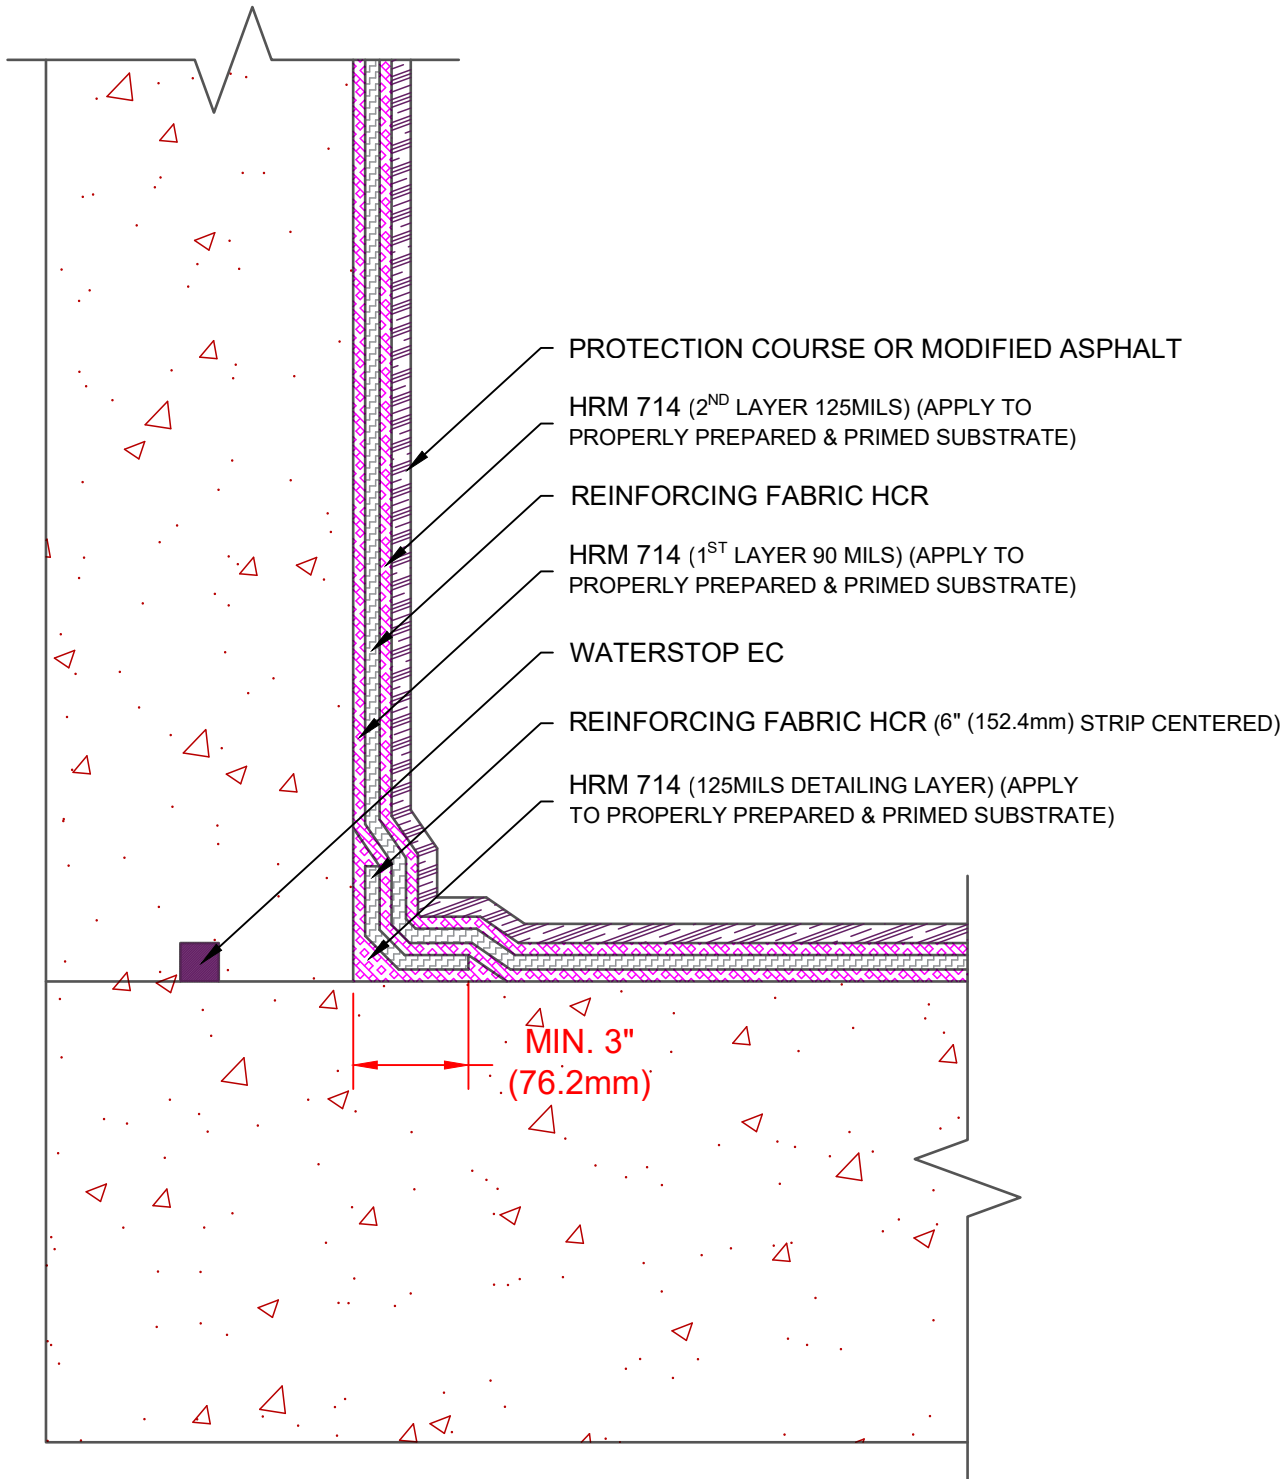 PROTECTION COURSE OR MODIFIED ASPHALT
HRM 714 (2ND LAYER 125MILS) (APPLY TO
PROPERLY PREPARED & PRIMED SUBSTRATE)
REINFORCING FABRIC HCR
HRM 714 (1ST LAYER 90 MILS) (APPLY TO
PROPERLY PREPARED & PRIMED SUBSTRATE)
WATERSTOP EC
REINFORCING FABRIC HCR (6" (152.4mm) STRIP CENTERED)
HRM 714 (125MILS DETAILING LAYER) (APPLY
TO PROPERLY PREPARED & PRIMED SUBSTRATE)
MIN. 3"
(76.2mm)